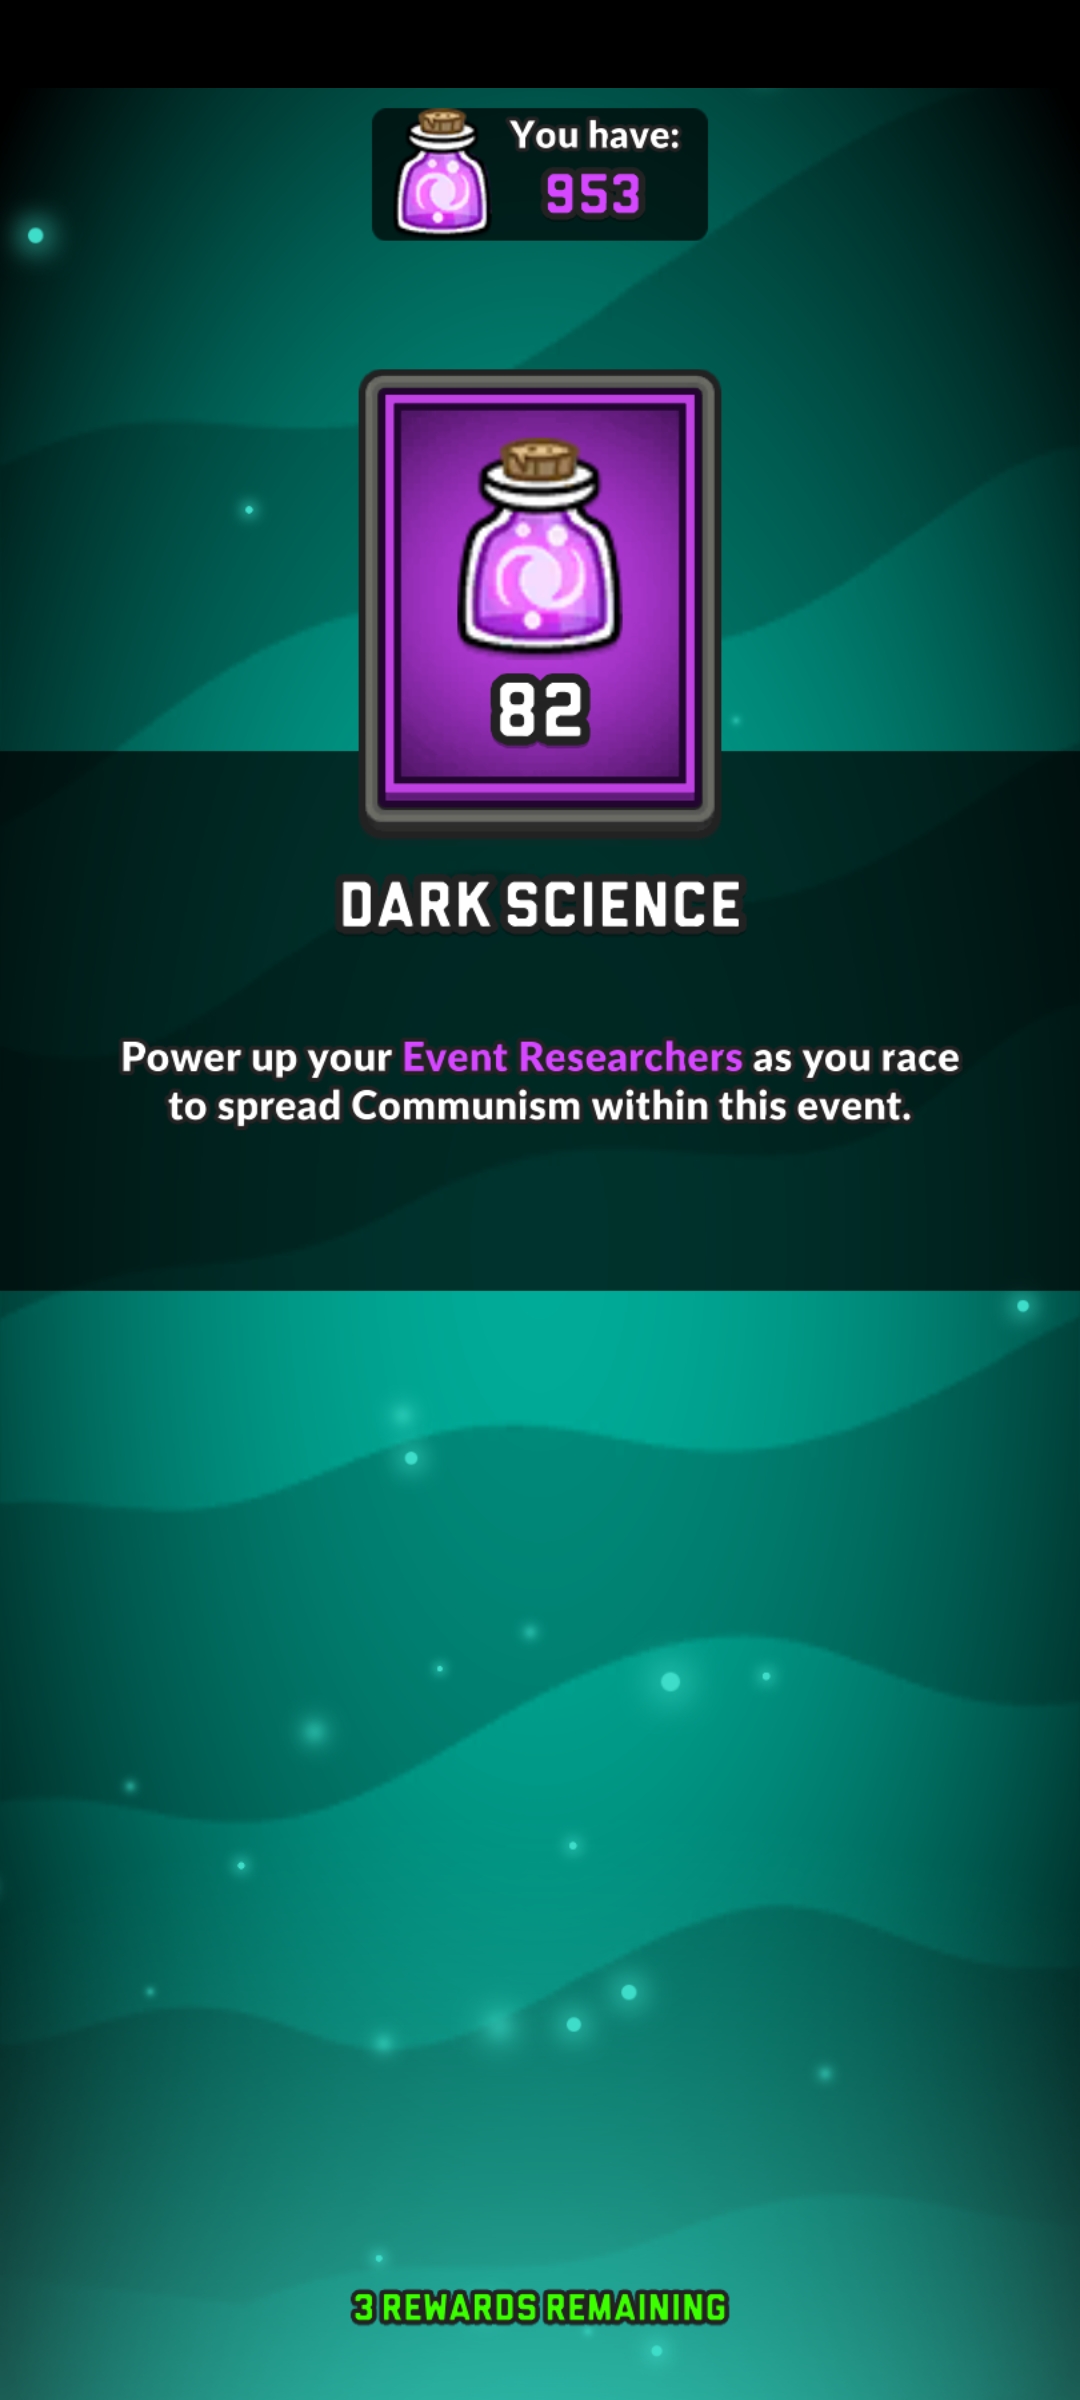 You have:
953
82
DARK SCIENCE
Power up your Event Researchers as you race
to spread Communism within this event.
3 REWARDS REMAINING